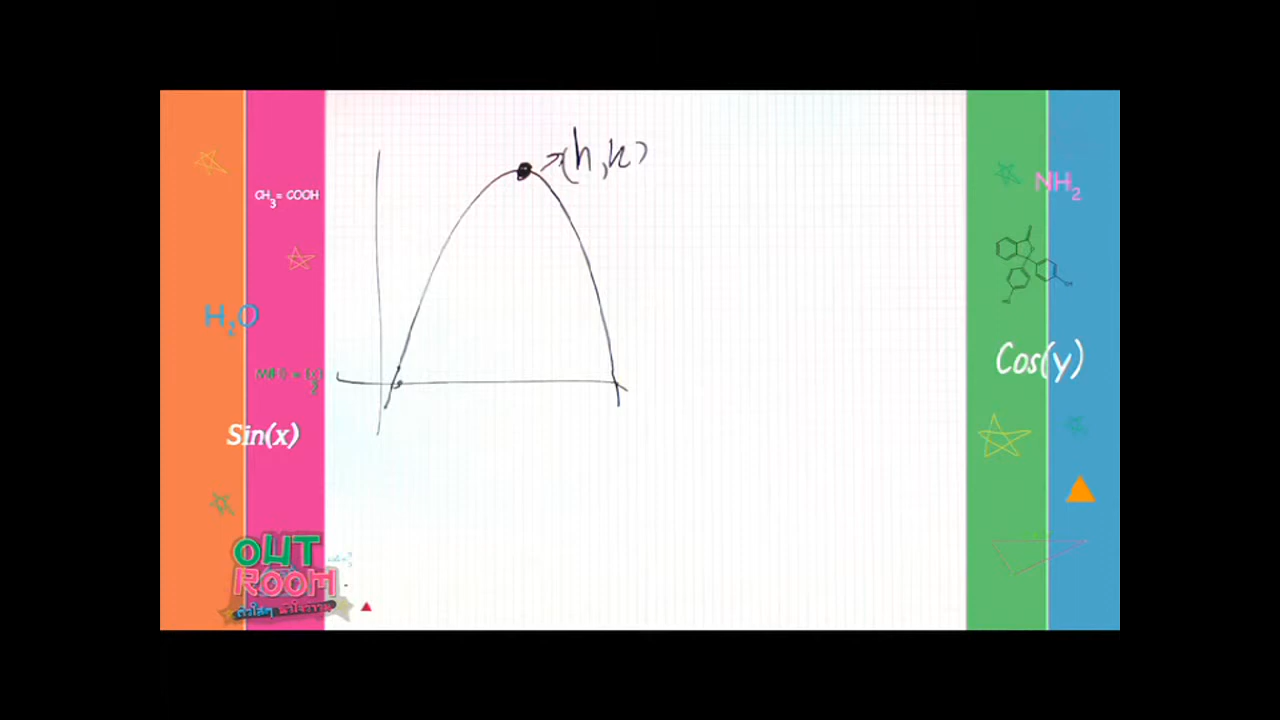 (h,k)
CH3= COOH
NH2
H2O
Cos(y)
Sin(x)
OUT
ROOM